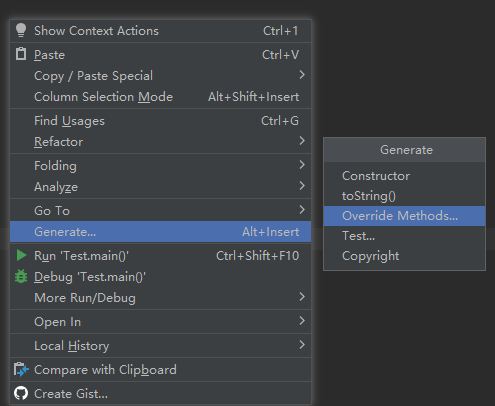 Show Context Actions Ctrl+1
Paste Ctrl+V
Copy / Paste Special
Column Selection Mode Alt+Shift+Insert
Find Usages Ctrl+G
Refactor
Folding
Analyze
Go To
Generate... Alt+Insert
Run 'Test.main()' Ctrl+Shift+F10
Debug 'Test.main()'
More Run/Debug
Open In
Local History
Compare with Clipboard
Create Gist...
Generate
Constructor
toString()
Override Methods...
Test...
Copyright